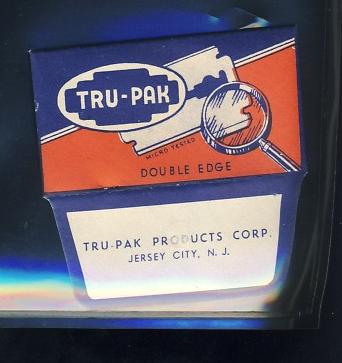 TRU-PAK
MICRO TESTED
DOUBLE EDGE
TRU-PAK PRODUCTS CORP.
JERSEY CITY, N. J.